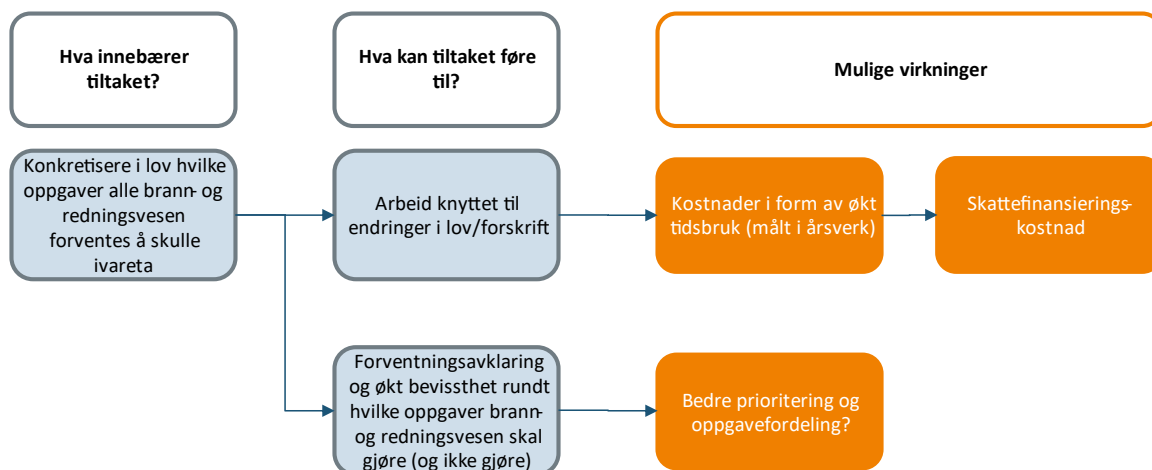 Hva innebærer
tiltaket?
Hva kan tiltaket føre
til?
Mulige virkninger
Konkretisere i lov hvilke
oppgaver alle brann- og
redningsvesen
forventes å skulle
ivareta
Arbeid knyttet til
endringer i lov/forskrift
Kostnader i form av økt
tidsbruk (målt i årsverk)
Skattefinansierings-
kostnad
Forventningsavklaring
og økt bevissthet rundt
hvilke oppgaver brann-
og redningsvesen skal
gjøre (og ikke gjøre)
Bedre prioritering og
oppgavefordeling?